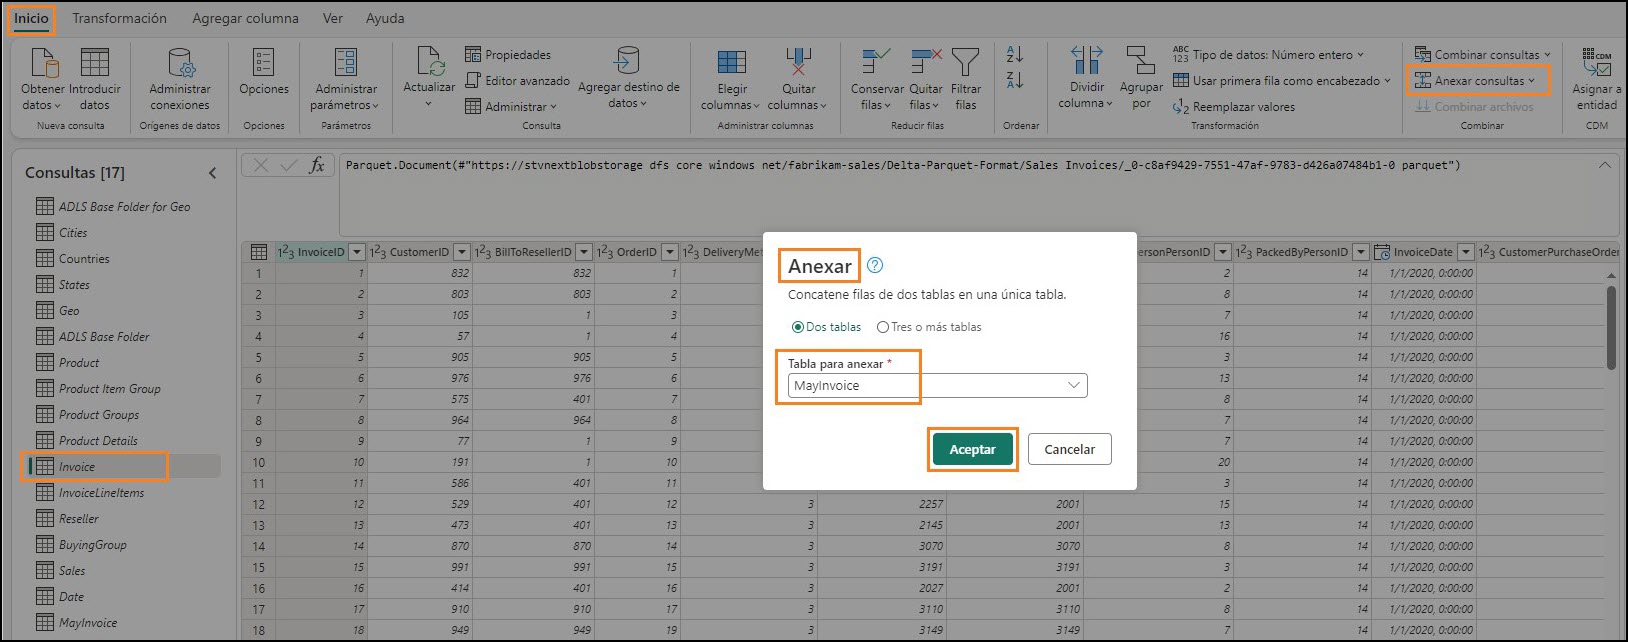 Inicio Transformación Agregar columna Ver Ayuda
Obtener datos
Introducir datos
Nueva consulta
Administrar conexiones
Orígenes de datos
Opciones
Opciones
Administrar parámetros
Parámetros
Actualizar
Propiedades
Editor avanzado
Administrar
Agregar destino de datos
Consulta
Elegir columnas
Quitar columnas
Administrar columnas
Conservar filas
Quitar filas
Filtrar filas
Reducir filas
A Z
Z A
Ordenar
Dividir columna
Agrupar por
ABC 123 Tipo de datos: Número entero
Usar primera fila como encabezado
1 2 Reemplazar valores
Transformación
Combinar consultas
Anexar consultas
Combinar archivos
Combinar
CDM
Asignar a entidad
CDM
Consultas [17]
ADLS Base Folder for Geo
Cities
Countries
States
Geo
ADLS Base Folder
Product
Product Item Group
Product Groups
Product Details
Invoice
InvoiceLineItems
Reseller
BuyingGroup
Sales
Date
MayInvoice
fx
Parquet.Document(#"https://stvnextblobstorage dfs core windows net/fabrikam-sales/Delta-Parquet-Format/Sales Invoices/_0-c8af9429-7551-47af-9783-d426a07484b1-0 parquet")
123 InvoiceID 123 CustomerID 123 BillToResellerID 123 OrderID 123 DeliveryMet ersonPersonID 123 PackedByPersonID InvoiceDate 123 CustomerPurchaseOrder
1 1 832 832 1 2 14 1/1/2020, 0:00:00
2 2 803 803 2 8 14 1/1/2020, 0:00:00
3 3 105 1 3 7 14 1/1/2020, 0:00:00
4 4 57 1 4 16 14 1/1/2020, 0:00:00
5 5 905 905 5 3 14 1/1/2020, 0:00:00
6 6 976 976 6 13 14 1/1/2020, 0:00:00
7 7 575 401 7 8 14 1/1/2020, 0:00:00
8 8 964 964 8 7 14 1/1/2020, 0:00:00
9 9 77 1 9 7 14 1/1/2020, 0:00:00
10 10 191 1 10 20 14 1/1/2020, 0:00:00
11 11 586 401 11 3 14 1/1/2020, 0:00:00
12 12 529 401 12 3 2257 2001 15 14 1/1/2020, 0:00:00
13 13 473 401 13 3 2145 2001 13 14 1/1/2020, 0:00:00
14 14 870 870 14 3 3070 3070 8 14 1/1/2020, 0:00:00
15 15 991 991 15 3 3191 3191 3 14 1/1/2020, 0:00:00
16 16 414 401 16 3 2027 2001 2 14 1/1/2020, 0:00:00
17 17 910 910 17 3 3110 3110 8 14 1/1/2020, 0:00:00
18 18 949 949 19 3 3149 3149 7 14 1/1/2020, 0:00:00
Anexar ?
Concatene filas de dos tablas en una única tabla.
Dos tablas Tres o más tablas
Tabla para anexar *
MayInvoice
Aceptar Cancelar